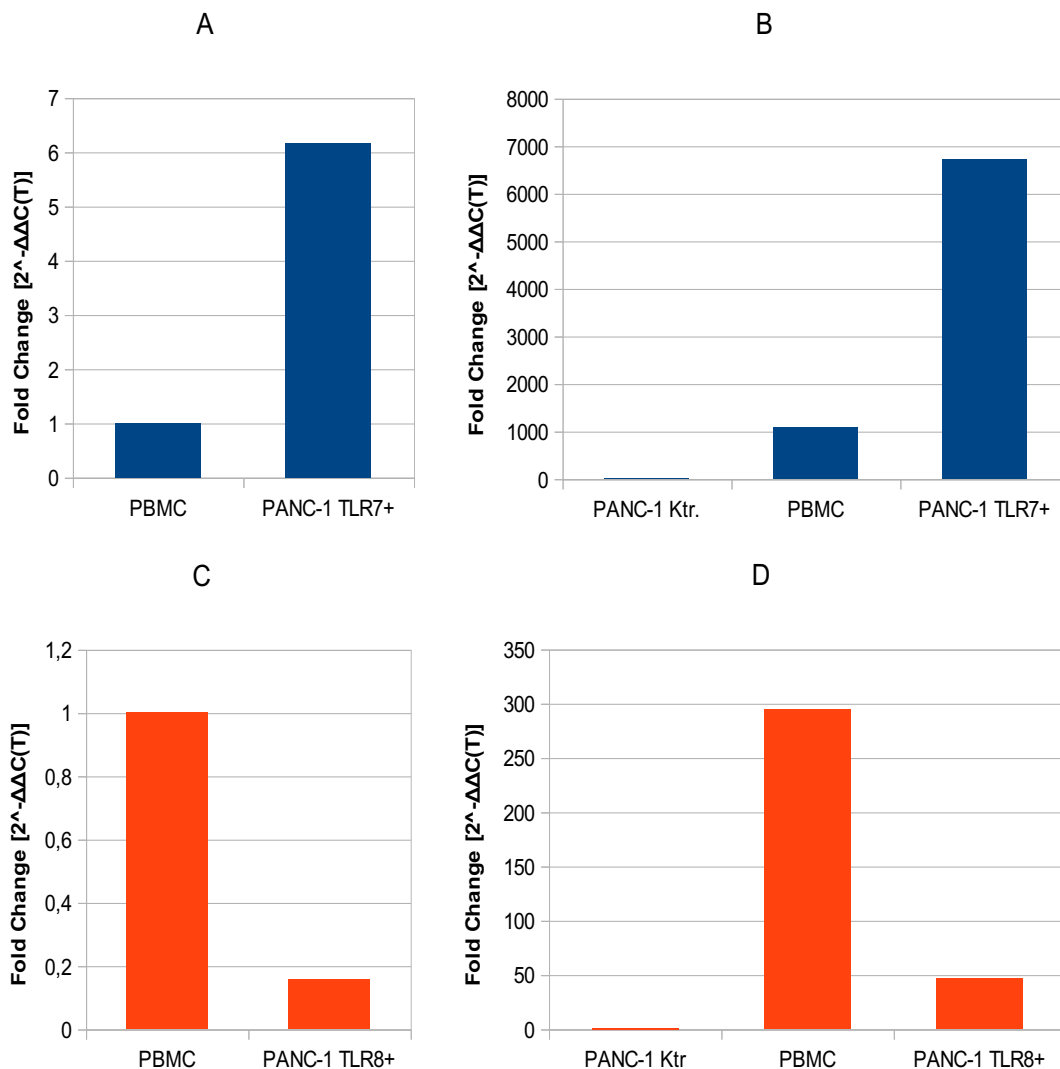 A
Fold Change [2^-ΔΔC(T)]
7
6
5
4
3
2
1
0
PBMC
PANC-1 TLR7+
B
Fold Change [2^-ΔΔC(T)]
8000
7000
6000
5000
4000
3000
2000
1000
0
PANC-1 Ktr.
PBMC
PANC-1 TLR7+
C
Fold Change [2^-ΔΔC(T)]
1,2
1
0,8
0,6
0,4
0,2
0
PBMC
PANC-1 TLR8+
D
Fold Change [2^-ΔΔC(T)]
350
300
250
200
150
100
50
0
PANC-1 Ktr
PBMC
PANC-1 TLR8+